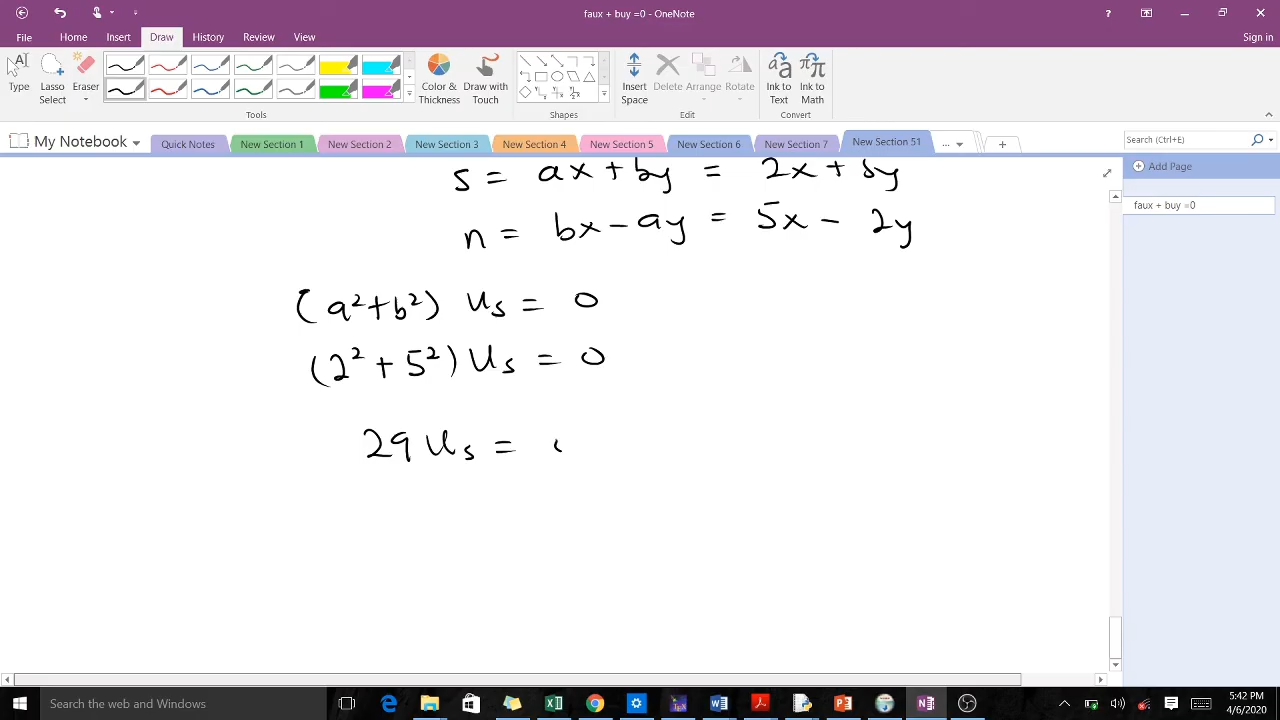 faux + buy =0 - OneNote
File Home Insert Draw History Review View Sign in
Type Lasso Select Eraser Color & Thickness Draw with Touch Insert Space Delete Arrange Rotate Ink to Text Ink to Math
Tools Shapes Edit Convert
My Notebook Quick Notes New Section 1 New Section 2 New Section 3 New Section 4 New Section 5 New Section 6 New Section 7 New Section 51 ... Search (Ctrl+E)
Add Page
faux + buy =0
s = ax + by = 2x + 5y
n = bx - ay = 5x - 2y
(a² + b²) u_s = 0
(2² + 5²) u_s = 0
29 u_s =
Search the web and Windows
5:42 PM
4/6/2020